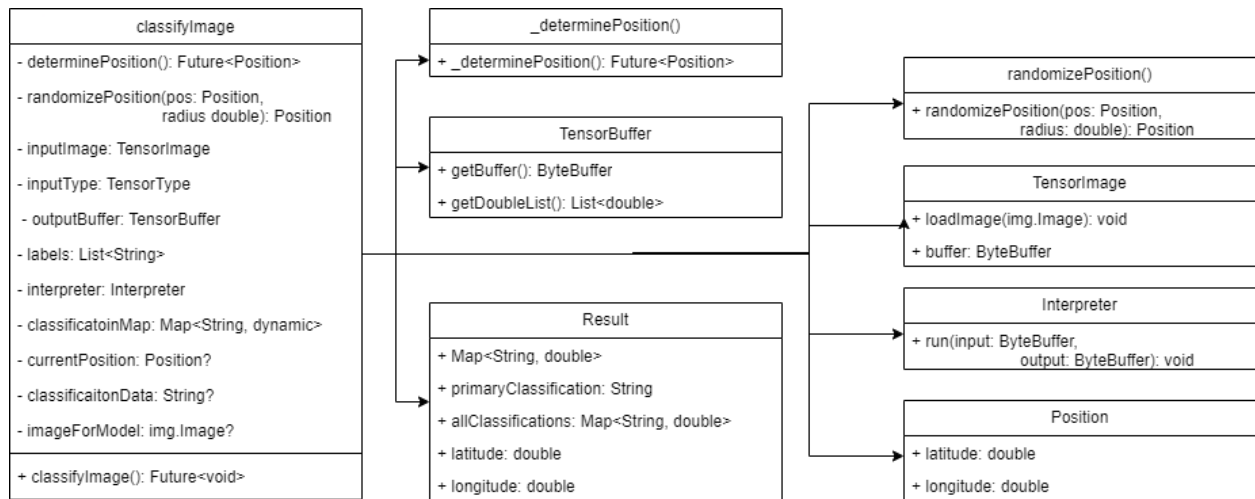 classifyImage
- determinePosition(): Future<Position>
- randomizePosition(pos: Position,
radius double): Position
- inputImage: TensorImage
- inputType: TensorType
- outputBuffer: TensorBuffer
- labels: List<String>
- interpreter: Interpreter
- classificatoinMap: Map<String, dynamic>
- currentPosition: Position?
- classificaitonData: String?
- imageForModel: img.Image?
+ classifyImage(): Future<void>
_determinePosition()
+ _determinePosition(): Future<Position>
TensorBuffer
+ getBuffer(): ByteBuffer
+ getDoubleList(): List<double>
Result
+ Map<String, double>
+ primaryClassification: String
+ allClassifications: Map<String, double>
+ latitude: double
+ longitude: double
randomizePosition()
+ randomizePosition(pos: Position,
radius: double): Position
TensorImage
+ loadImage(img.Image): void
+ buffer: ByteBuffer
Interpreter
+ run(input: ByteBuffer,
output: ByteBuffer): void
Position
+ latitude: double
+ longitude: double